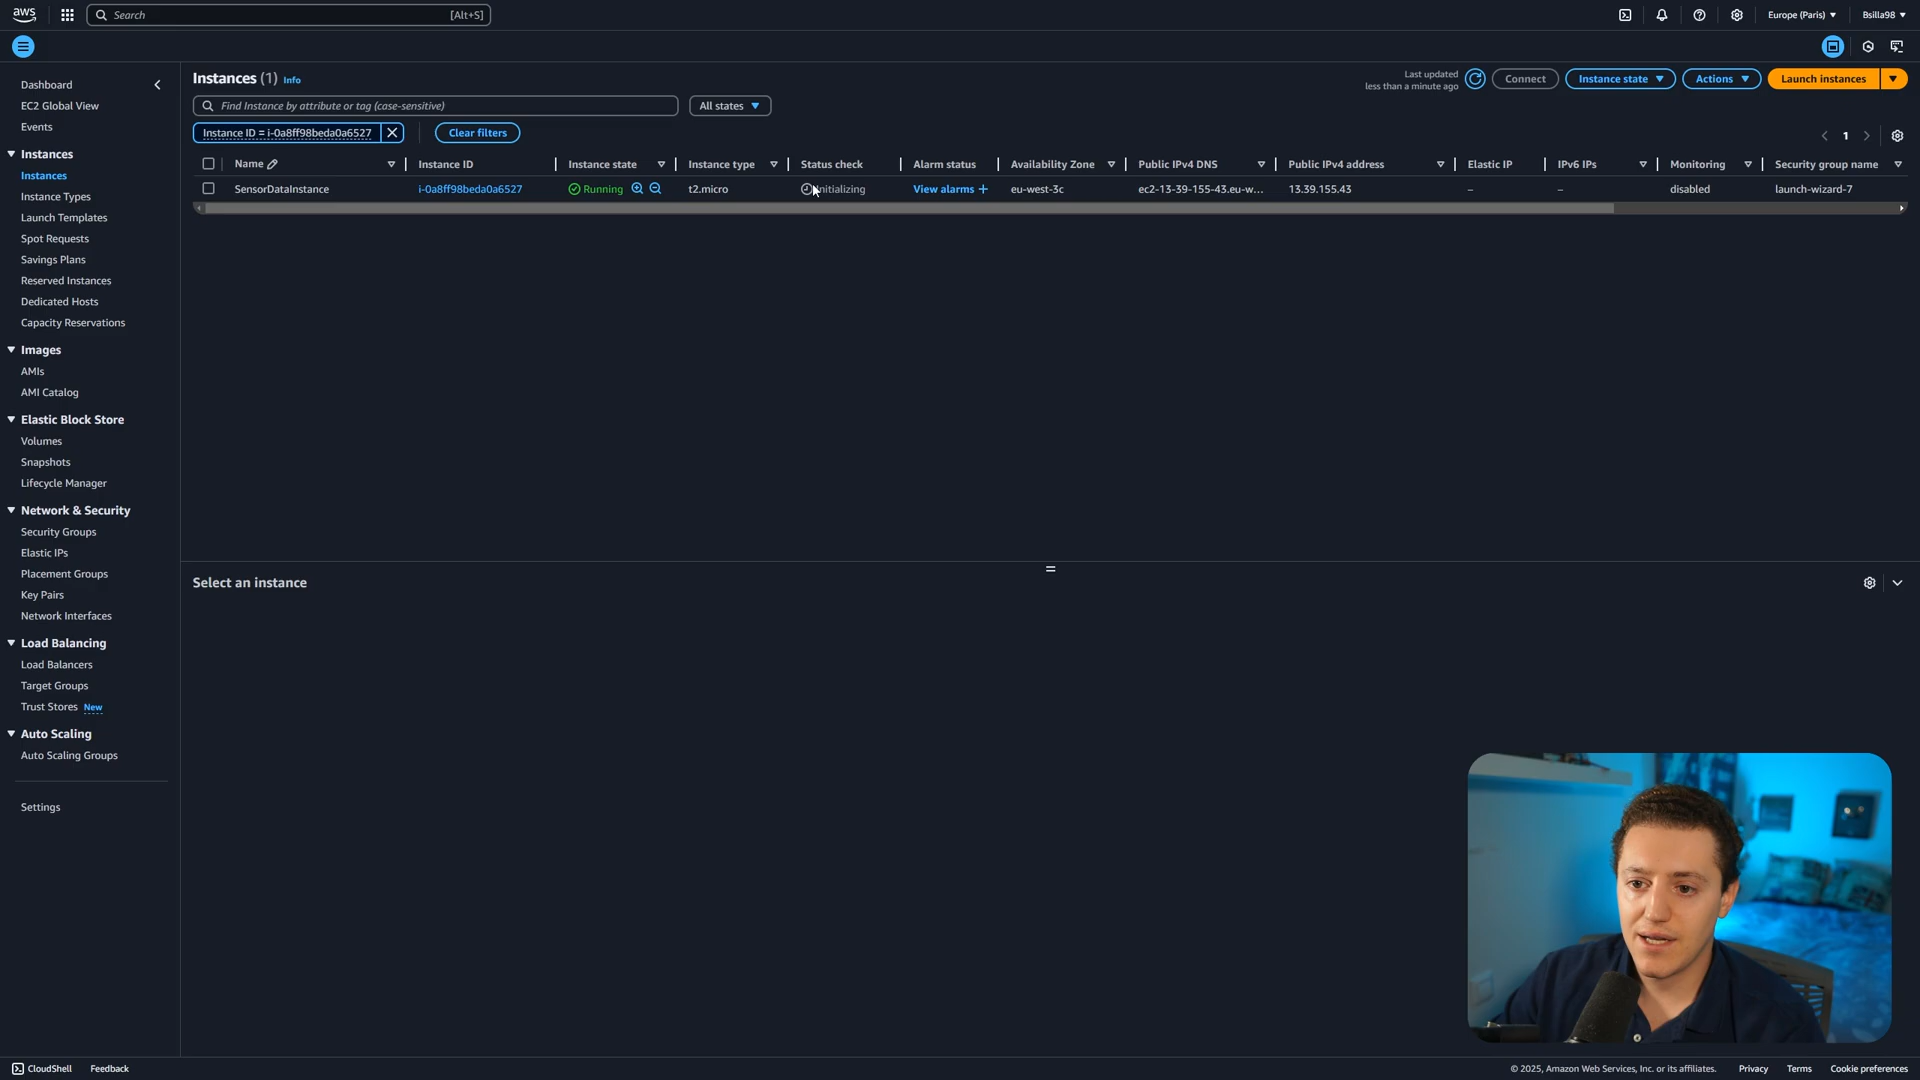 aws
Search [Alt+S]
Europe (Paris) Bsilla98
Dashboard
EC2 Global View
Events
Instances
Instances
Instance Types
Launch Templates
Spot Requests
Savings Plans
Reserved Instances
Dedicated Hosts
Capacity Reservations
Images
AMIs
AMI Catalog
Elastic Block Store
Volumes
Snapshots
Lifecycle Manager
Network & Security
Security Groups
Elastic IPs
Placement Groups
Key Pairs
Network Interfaces
Load Balancing
Load Balancers
Target Groups
Trust Stores New
Auto Scaling
Auto Scaling Groups
Settings
Instances (1) Info
Last updated
less than a minute ago
Connect Instance state Actions Launch instances
Find Instance by attribute or tag (case-sensitive) All states
Instance ID = i-0a8ff98beda0a6527 Clear filters 1
Name Instance ID Instance state Instance type Status check Alarm status Availability Zone Public IPv4 DNS Public IPv4 address Elastic IP IPv6 IPs Monitoring Security group name
SensorDataInstance i-0a8ff98beda0a6527 Running t2.micro Initializing View alarms + eu-west-3c ec2-13-39-155-43.eu-w... 13.39.155.43 – – disabled launch-wizard-7
Select an instance
CloudShell Feedback © 2025, Amazon Web Services, Inc. or its affiliates. Privacy Terms Cookie preferences